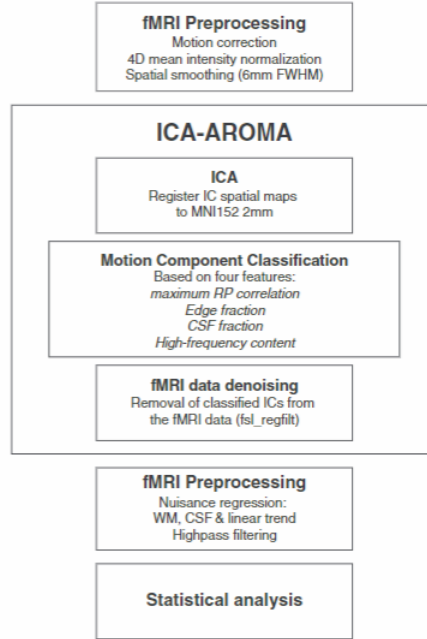 fMRI Preprocessing
Motion correction
4D mean intensity normalization
Spatial smoothing (6mm FWHM)
ICA-AROMA
ICA
Register IC spatial maps
to MNI152 2mm
Motion Component Classification
Based on four features:
maximum RP correlation
Edge fraction
CSF fraction
High-frequency content
fMRI data denoising
Removal of classified ICs from
the fMRI data (fsl_regfilt)
fMRI Preprocessing
Nuisance regression:
WM, CSF & linear trend
Highpass filtering
Statistical analysis